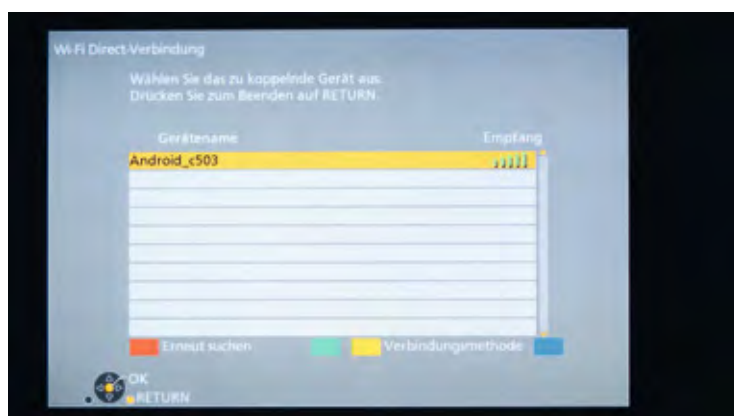 Wi-Fi Direct-Verbindung
Wählen Sie das zu koppelnde Gerät aus.
Drücken Sie zum Beenden auf RETURN.
Gerätename Empfang
Android_c503
Erneut suchen Verbindungsmethode
OK
RETURN